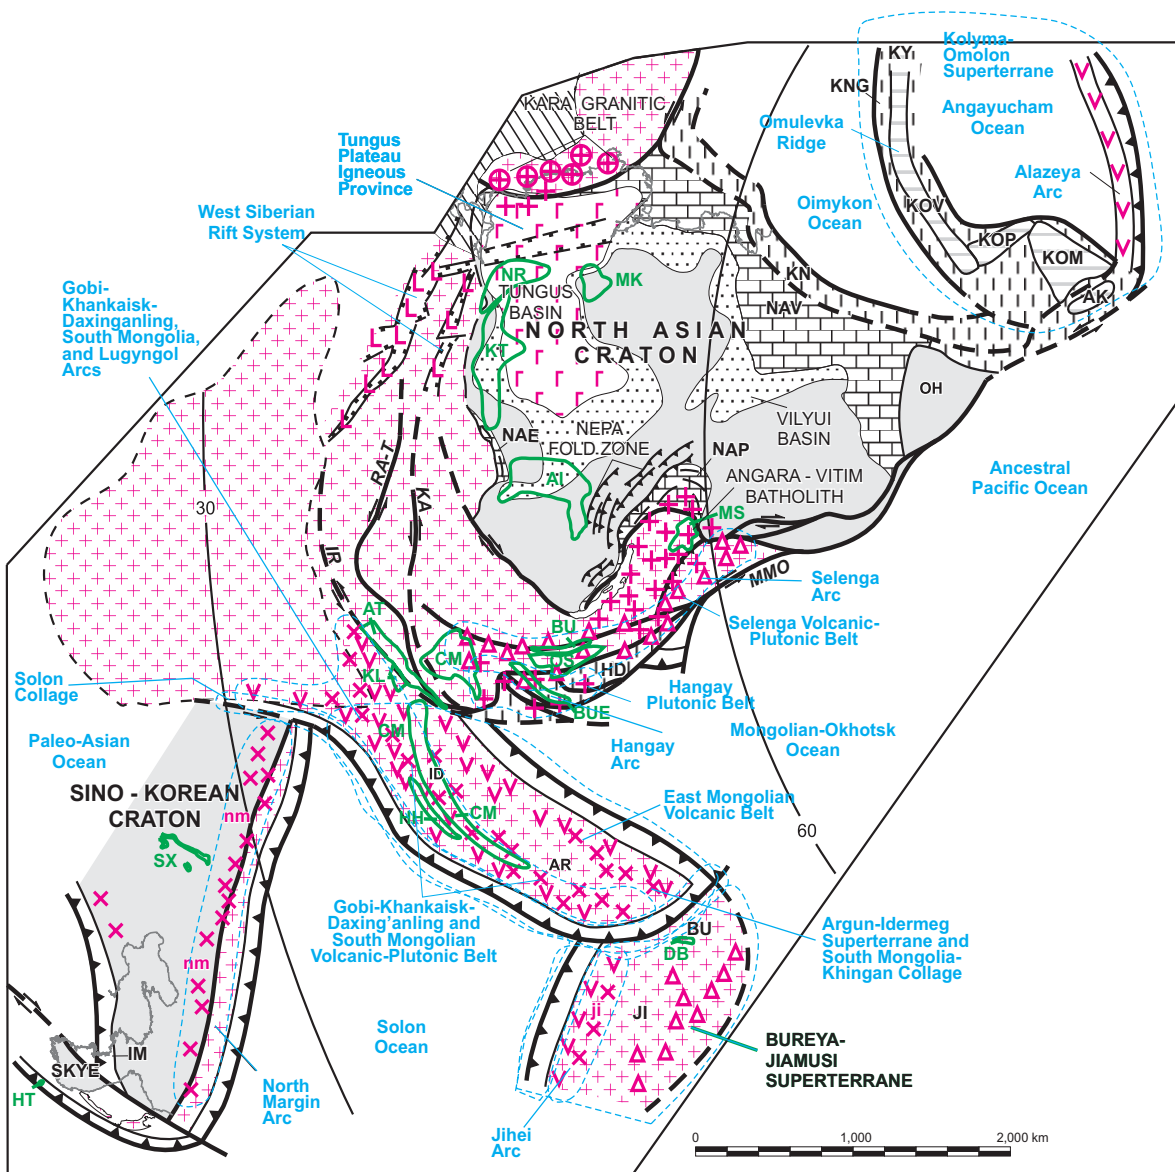 Kolyma-
Omolon
Superterrane
KY
KNG
Angayucham
Ocean
Omulevka
Ridge
Alazeya
Arc
KARA GRANITIC
BELT
Tungus
Plateau
Igneous
Province
West Siberian
Rift System
Oimykon
Ocean
KOV
KOP
KOM
AK
KN
NAV
Gobi-
Khankaisk-
Daxinganling,
South Mongolia,
and Lugyngol
Arcs
NR
MK
TUNGUS
BASIN
NORTH ASIAN
CRATON
KT
OH
NAE
NEPA
FOLD ZONE
VILYUI
BASIN
NAP
RA-T
KA
AI
ANGARA - VITIM
BATHOLITH
MS
Ancestral
Pacific Ocean
30
IR
MMO
Selenga
Arc
AT
BU
Selenga Volcanic-
Plutonic Belt
CM
OS
HD
KL
Solon
Collage
Hangay
Plutonic Belt
BUE
Paleo-Asian
Ocean
CM
Hangay
Arc
Mongolian-Okhotsk
Ocean
ID
SINO - KOREAN
CRATON
nm
HH
CM
East Mongolian
Volcanic Belt
60
SX
AR
Gobi-Khankaisk-
Daxing'anling and
South Mongolian
Volcanic-Plutonic Belt
BU
DB
Argun-Idermeg
Superterrane and
South Mongolia-
Khingan Collage
nm
ji
JI
Solon
Ocean
BUREYA-
JIAMUSI
SUPERTERRANE
IM
SKYE
HT
North
Margin
Arc
Jihei
Arc
0
1,000
2,000 km